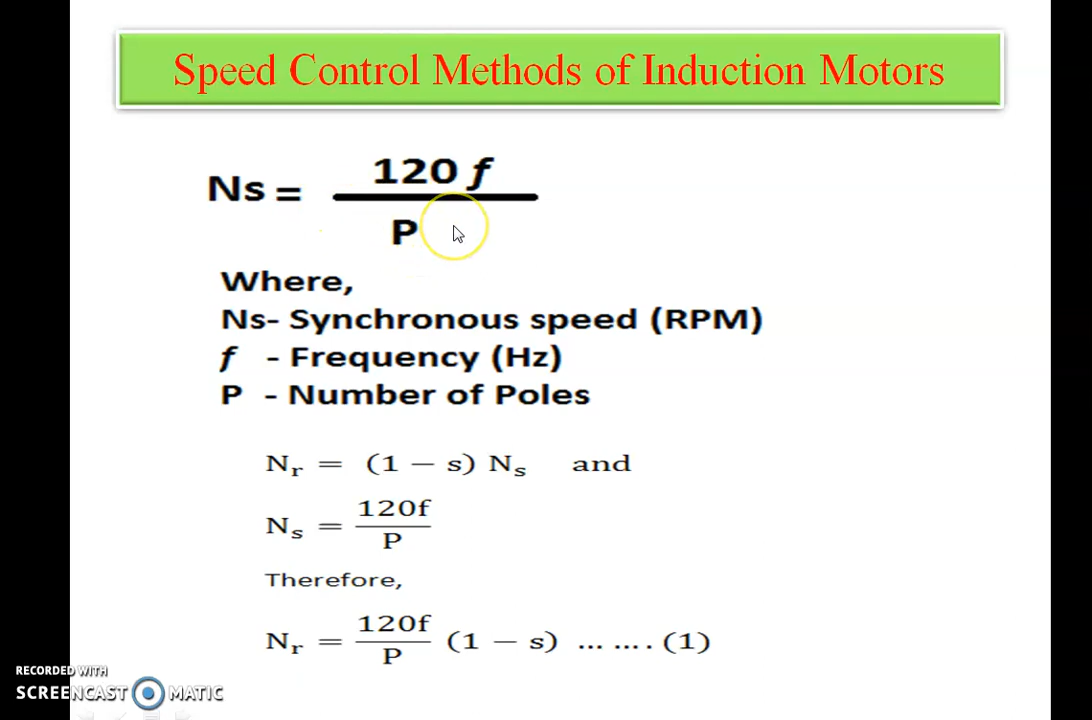 Speed Control Methods of Induction Motors
Ns = 120 f / P
Where,
Ns- Synchronous speed (RPM)
f - Frequency (Hz)
P - Number of Poles
Nr = (1 − s) Ns and
Ns = 120f / P
Therefore,
Nr = 120f / P (1 − s) ... .... (1)
RECORDED WITH
SCREENCAST MATIC